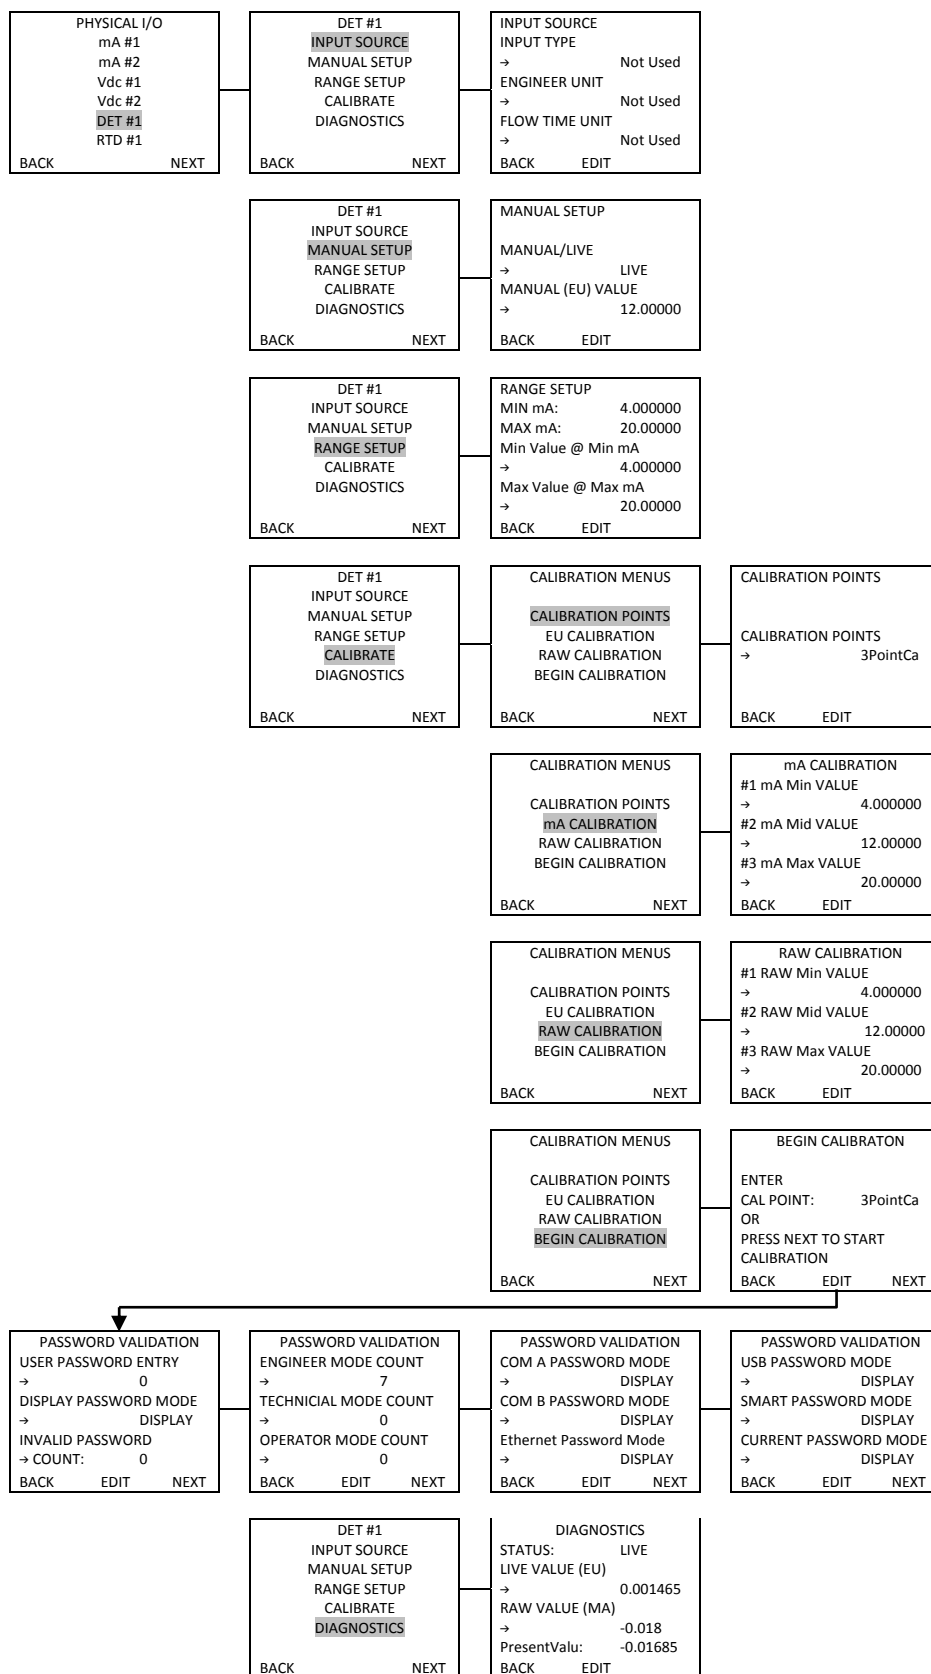 PHYSICAL I/O
mA #1
mA #2
Vdc #1
Vdc #2
DET #1
RTD #1
BACK NEXT
DET #1
INPUT SOURCE
MANUAL SETUP
RANGE SETUP
CALIBRATE
DIAGNOSTICS
BACK NEXT
INPUT SOURCE
INPUT TYPE
→ Not Used
ENGINEER UNIT
→ Not Used
FLOW TIME UNIT
→ Not Used
BACK EDIT
DET #1
INPUT SOURCE
MANUAL SETUP
RANGE SETUP
CALIBRATE
DIAGNOSTICS
BACK NEXT
MANUAL SETUP
MANUAL/LIVE
→ LIVE
MANUAL (EU) VALUE
→ 12.00000
BACK EDIT
DET #1
INPUT SOURCE
MANUAL SETUP
RANGE SETUP
CALIBRATE
DIAGNOSTICS
BACK NEXT
RANGE SETUP
MIN mA: 4.000000
MAX mA: 20.00000
Min Value @ Min mA
→ 4.000000
Max Value @ Max mA
→ 20.00000
BACK EDIT
DET #1
INPUT SOURCE
MANUAL SETUP
RANGE SETUP
CALIBRATE
DIAGNOSTICS
BACK NEXT
CALIBRATION MENUS
CALIBRATION POINTS
EU CALIBRATION
RAW CALIBRATION
BEGIN CALIBRATION
BACK NEXT
CALIBRATION POINTS
CALIBRATION POINTS
→ 3PointCa
BACK EDIT
CALIBRATION MENUS
CALIBRATION POINTS
mA CALIBRATION
RAW CALIBRATION
BEGIN CALIBRATION
BACK NEXT
mA CALIBRATION
#1 mA Min VALUE
→ 4.000000
#2 mA Mid VALUE
→ 12.00000
#3 mA Max VALUE
→ 20.00000
BACK EDIT
CALIBRATION MENUS
CALIBRATION POINTS
EU CALIBRATION
RAW CALIBRATION
BEGIN CALIBRATION
BACK NEXT
RAW CALIBRATION
#1 RAW Min VALUE
→ 4.000000
#2 RAW Mid VALUE
→ 12.00000
#3 RAW Max VALUE
→ 20.00000
BACK EDIT
CALIBRATION MENUS
CALIBRATION POINTS
EU CALIBRATION
RAW CALIBRATION
BEGIN CALIBRATION
BACK NEXT
BEGIN CALIBRATON
ENTER
CAL POINT: 3PointCa
OR
PRESS NEXT TO START
CALIBRATION
BACK EDIT NEXT
PASSWORD VALIDATION
USER PASSWORD ENTRY
→ 0
DISPLAY PASSWORD MODE
→ DISPLAY
INVALID PASSWORD
→ COUNT: 0
BACK EDIT NEXT
PASSWORD VALIDATION
ENGINEER MODE COUNT
→ 7
TECHNICIAL MODE COUNT
→ 0
OPERATOR MODE COUNT
→ 0
BACK EDIT NEXT
PASSWORD VALIDATION
COM A PASSWORD MODE
→ DISPLAY
COM B PASSWORD MODE
→ DISPLAY
Ethernet Password Mode
→ DISPLAY
BACK EDIT NEXT
PASSWORD VALIDATION
USB PASSWORD MODE
→ DISPLAY
SMART PASSWORD MODE
→ DISPLAY
CURRENT PASSWORD MODE
→ DISPLAY
BACK EDIT NEXT
DET #1
INPUT SOURCE
MANUAL SETUP
RANGE SETUP
CALIBRATE
DIAGNOSTICS
BACK NEXT
DIAGNOSTICS
STATUS: LIVE
LIVE VALUE (EU)
→ 0.001465
RAW VALUE (MA)
→ -0.018
PresentValu: -0.01685
BACK EDIT